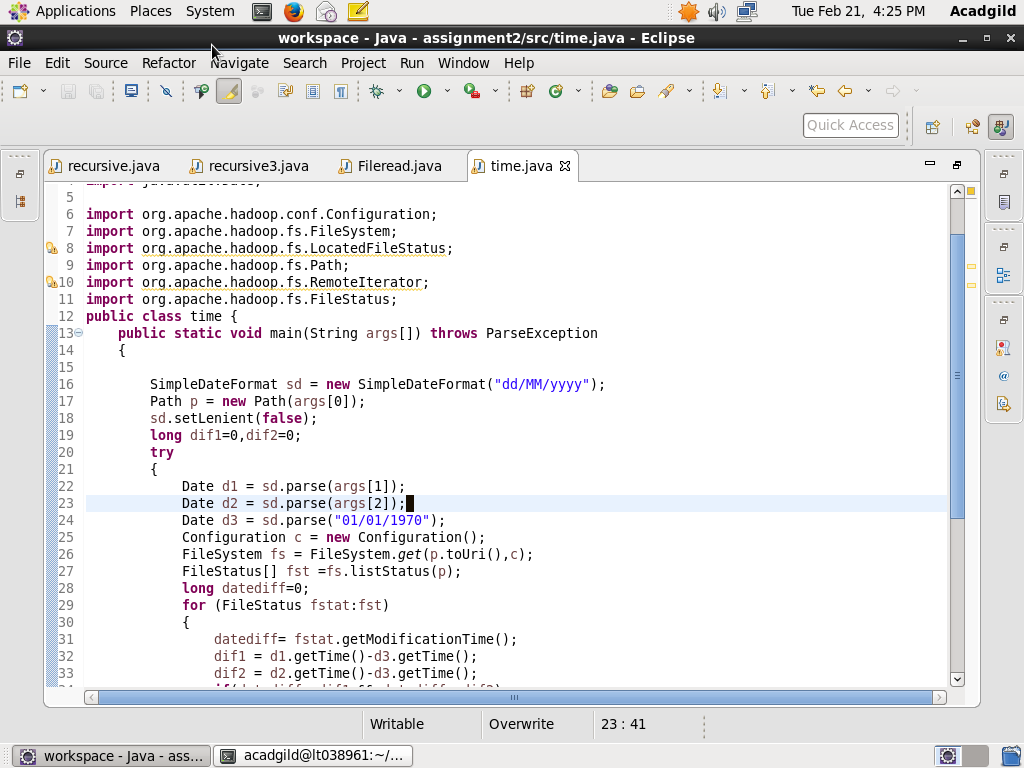 Applications Places System Tue Feb 21, 4:25 PM Acadgild
workspace - Java - assignment2/src/time.java - Eclipse
File Edit Source Refactor Navigate Search Project Run Window Help
Quick Access
recursive.java recursive3.java Fileread.java time.java
5
6 import org.apache.hadoop.conf.Configuration;
7 import org.apache.hadoop.fs.FileSystem;
8 import org.apache.hadoop.fs.LocatedFileStatus;
9 import org.apache.hadoop.fs.Path;
10 import org.apache.hadoop.fs.RemoteIterator;
11 import org.apache.hadoop.fs.FileStatus;
12 public class time {
13 public static void main(String args[]) throws ParseException
14 {
15
16 SimpleDateFormat sd = new SimpleDateFormat("dd/MM/yyyy");
17 Path p = new Path(args[0]);
18 sd.setLenient(false);
19 long dif1=0,dif2=0;
20 try
21 {
22 Date d1 = sd.parse(args[1]);
23 Date d2 = sd.parse(args[2]);
24 Date d3 = sd.parse("01/01/1970");
25 Configuration c = new Configuration();
26 FileSystem fs = FileSystem.get(p.toUri(),c);
27 FileStatus[] fst =fs.listStatus(p);
28 long datediff=0;
29 for (FileStatus fstat:fst)
30 {
31 datediff= fstat.getModificationTime();
32 dif1 = d1.getTime()-d3.getTime();
33 dif2 = d2.getTime()-d3.getTime();
Writable Overwrite 23 : 41
workspace - Java - ass... acadgild@lt038961:~/...